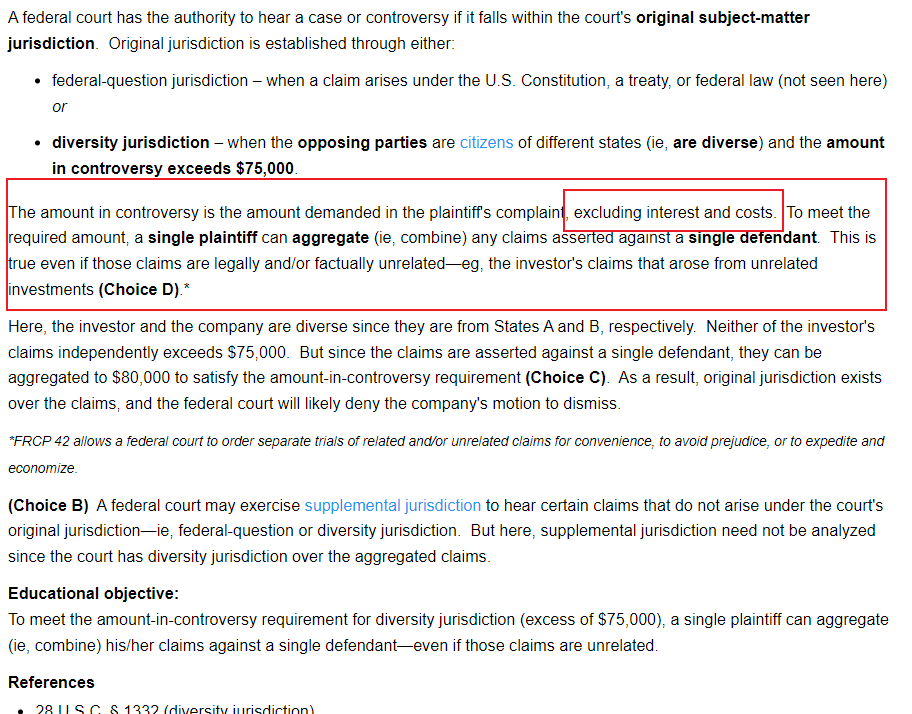 A federal court has the authority to hear a case or controversy if it falls within the court's original subject-matter
jurisdiction. Original jurisdiction is established through either:
• federal-question jurisdiction – when a claim arises under the U.S. Constitution, a treaty, or federal law (not seen here)
or
• diversity jurisdiction – when the opposing parties are citizens of different states (ie, are diverse) and the amount
in controversy exceeds $75,000.
The amount in controversy is the amount demanded in the plaintiff's complaint, excluding interest and costs. To meet the
required amount, a single plaintiff can aggregate (ie, combine) any claims asserted against a single defendant. This is
true even if those claims are legally and/or factually unrelated—eg, the investor's claims that arose from unrelated
investments (Choice D).*
Here, the investor and the company are diverse since they are from States A and B, respectively. Neither of the investor's
claims independently exceeds $75,000. But since the claims are asserted against a single defendant, they can be
aggregated to $80,000 to satisfy the amount-in-controversy requirement (Choice C). As a result, original jurisdiction exists
over the claims, and the federal court will likely deny the company's motion to dismiss.
*FRCP 42 allows a federal court to order separate trials of related and/or unrelated claims for convenience, to avoid prejudice, or to expedite and
economize.
(Choice B) A federal court may exercise supplemental jurisdiction to hear certain claims that do not arise under the court's
original jurisdiction—ie, federal-question or diversity jurisdiction. But here, supplemental jurisdiction need not be analyzed
since the court has diversity jurisdiction over the aggregated claims.
Educational objective:
To meet the amount-in-controversy requirement for diversity jurisdiction (excess of $75,000), a single plaintiff can aggregate
(ie, combine) his/her claims against a single defendant—even if those claims are unrelated.
References
• 28 U.S.C. § 1332 (diversity jurisdiction)